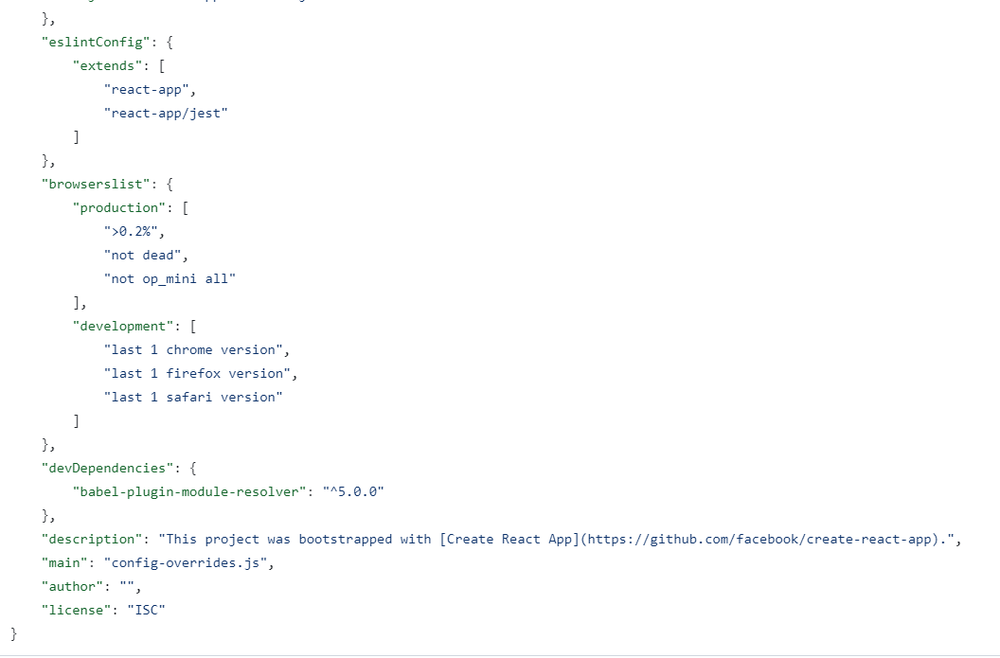 },
"eslintConfig": {
"extends": [
"react-app",
"react-app/jest"
]
},
"browserslist": {
"production": [
">0.2%",
"not dead",
"not op_mini all"
],
"development": [
"last 1 chrome version",
"last 1 firefox version",
"last 1 safari version"
]
},
"devDependencies": {
"babel-plugin-module-resolver": "^5.0.0"
},
"description": "This project was bootstrapped with [Create React App](https://github.com/facebook/create-react-app).",
"main": "config-overrides.js",
"author": "",
"license": "ISC"
}